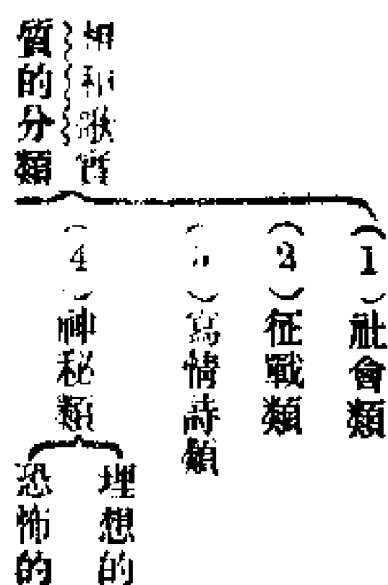 質的分類
(1)社會類
(2)征戰類
寫情詩類
(4)神秘類
理想的
恐怖的